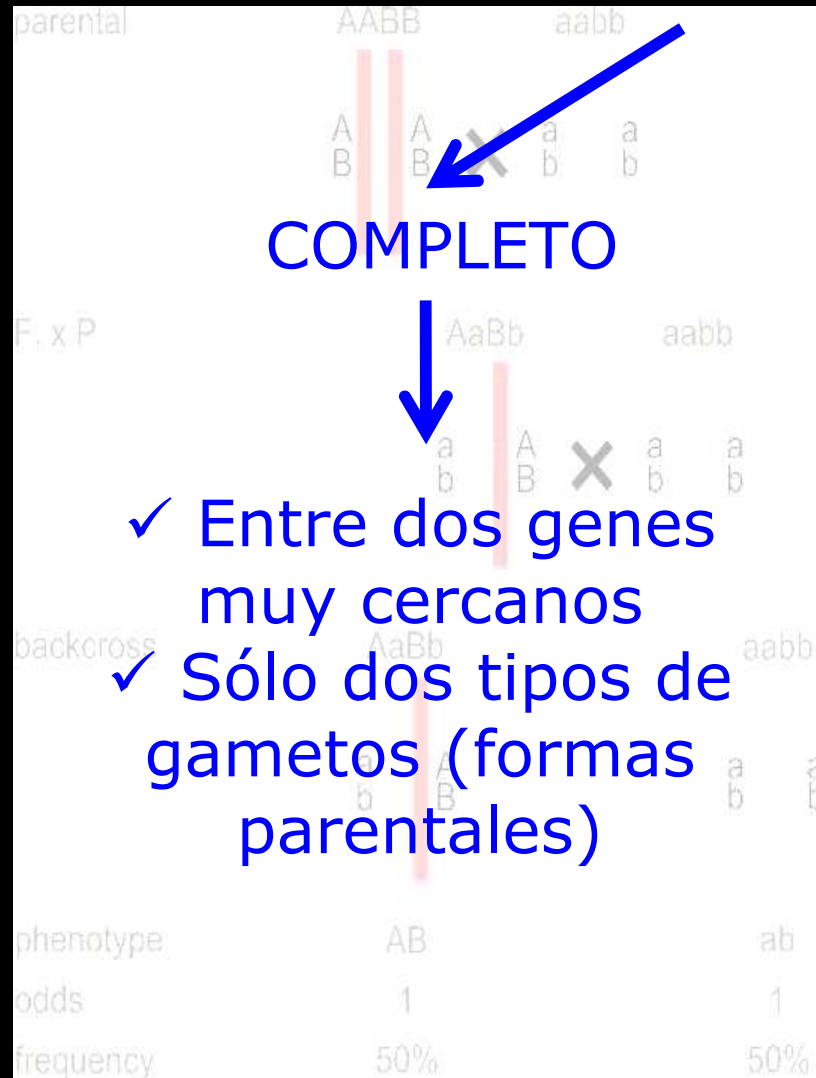 parental AABB aabb
A A a a
B B b b
COMPLETO
F. x P AaBb aabb
a A a a
b B b b
✓ Entre dos genes
muy cercanos
backcross AaBb aabb
✓ Sólo dos tipos de
gametos (formas
a A a
b B b
parentales)
phenotype AB ab
odds 1 1
frequency 50% 50%